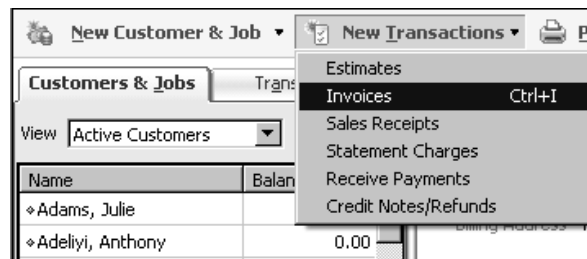 New Customer & Job New Transactions
Customers & Jobs
Estimates
Invoices Ctrl+I
View Active Customers
Sales Receipts
Statement Charges
Name
Receive Payments
Adams, Julie
Credit Notes/Refunds
Adeliyi, Anthony 0.00